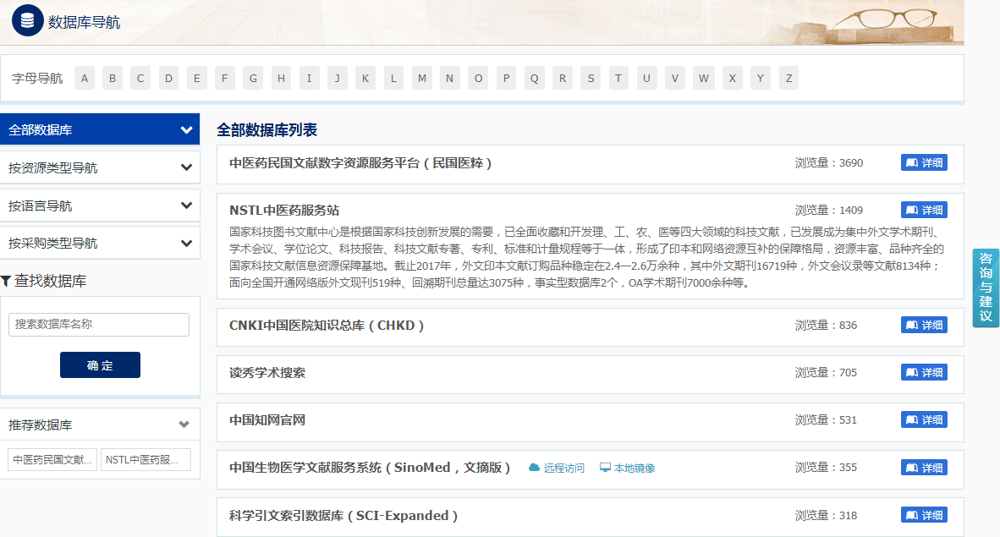 数据库导航
字母导航 A B C D E F G H I J K L M N O P Q R S T U V W X Y Z
全部数据库
按资源类型导航
按语言导航
按采购类型导航
查找数据库
搜索数据库名称
确 定
推荐数据库
中医药民国文献... NSTL中医药服...
全部数据库列表
中医药民国文献数字资源服务平台（民国医粹） 浏览量：3690 详细
NSTL中医药服务站 浏览量：1409 详细
国家科技图书文献中心是根据国家科技创新发展的需要，已全面收藏和开发理、工、农、医等四大领域的科技文献，已发展成为集中外文学术期刊、
学术会议、学位论文、科技报告、科技文献专著、专利、标准和计量规程等于一体，形成了印本和网络资源互补的保障格局，资源丰富、品种齐全的
国家科技文献信息资源保障基地。截止2017年，外文印本文献订购品种稳定在2.4—2.6万余种，其中外文期刊16719种，外文会议录等文献8134种；
面向全国开通网络版外文现刊519种、回溯期刊总量达3075种，事实型数据库2个，OA学术期刊7000余种等。
CNKI中国医院知识总库（CHKD） 浏览量：836 详细
读秀学术搜索 浏览量：705 详细
中国知网官网 浏览量：531 详细
中国生物医学文献服务系统（SinoMed，文摘版） 远程访问 本地镜像 浏览量：355 详细
科学引文索引数据库（SCI-Expanded） 浏览量：318 详细
咨询与建议